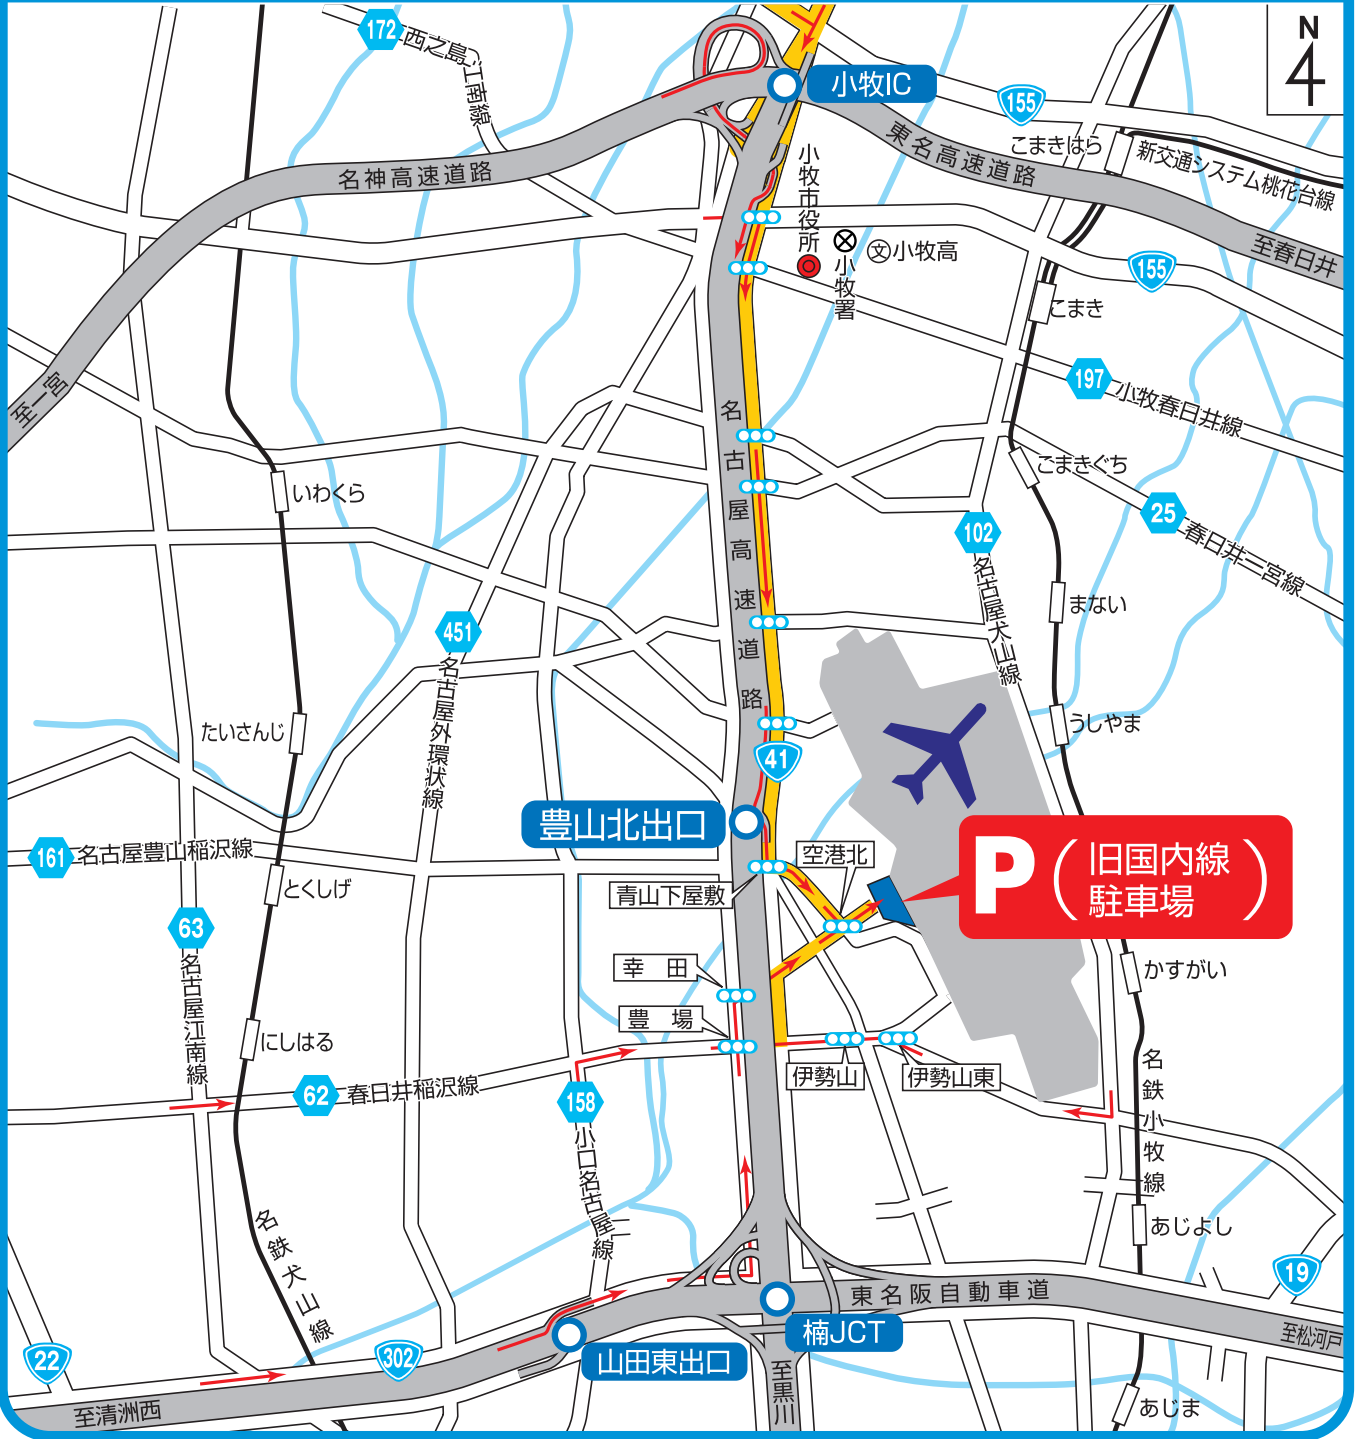 172
西之島江南線
小牧IC
N
155
こまきはら
東名高速道路
新交通システム桃花台線
名神高速道路
小牧市役所
小牧署
文
小牧高
至春日井
155
こまき
197
小牧春日井線
至一宮
名古屋高速道路
こまきぐち
いわくら
25
春日井一宮線
102
名古屋犬山線
まない
451
名古屋外環状線
たいさんじ
うしやま
41
豊山北出口
P(旧国内線
駐車場)
空港北
161
名古屋豊山稲沢線
青山下屋敷
とくしげ
63
名古屋江南線
幸 田
かすがい
豊 場
にしはる
伊勢山
伊勢山東
名鉄小牧線
62
春日井稲沢線
158
小口名古屋線
名鉄犬山線
あじよし
19
東名阪自動車道
楠JCT
至松河戸
22
302
山田東出口
至黒川
至清洲西
あじま